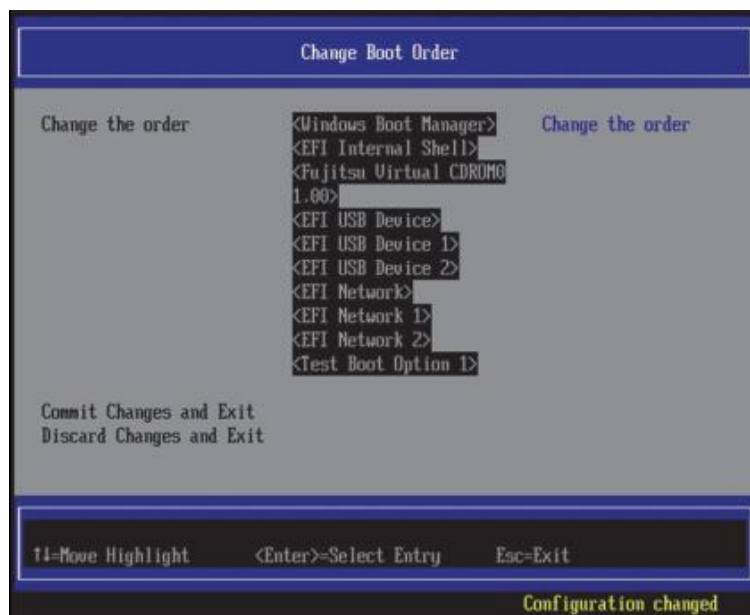 Change Boot Order
Change the order
<Windows Boot Manager>
Change the order
<EFI Internal Shell>
<Fujitsu Virtual CDROM0
1.00>
<EFI USB Device>
<EFI USB Device 1>
<EFI USB Device 2>
<EFI Network>
<EFI Network 1>
<EFI Network 2>
<Test Boot Option 1>
Commit Changes and Exit
Discard Changes and Exit
↑↓=Move Highlight
<Enter>=Select Entry
Esc=Exit
Configuration changed